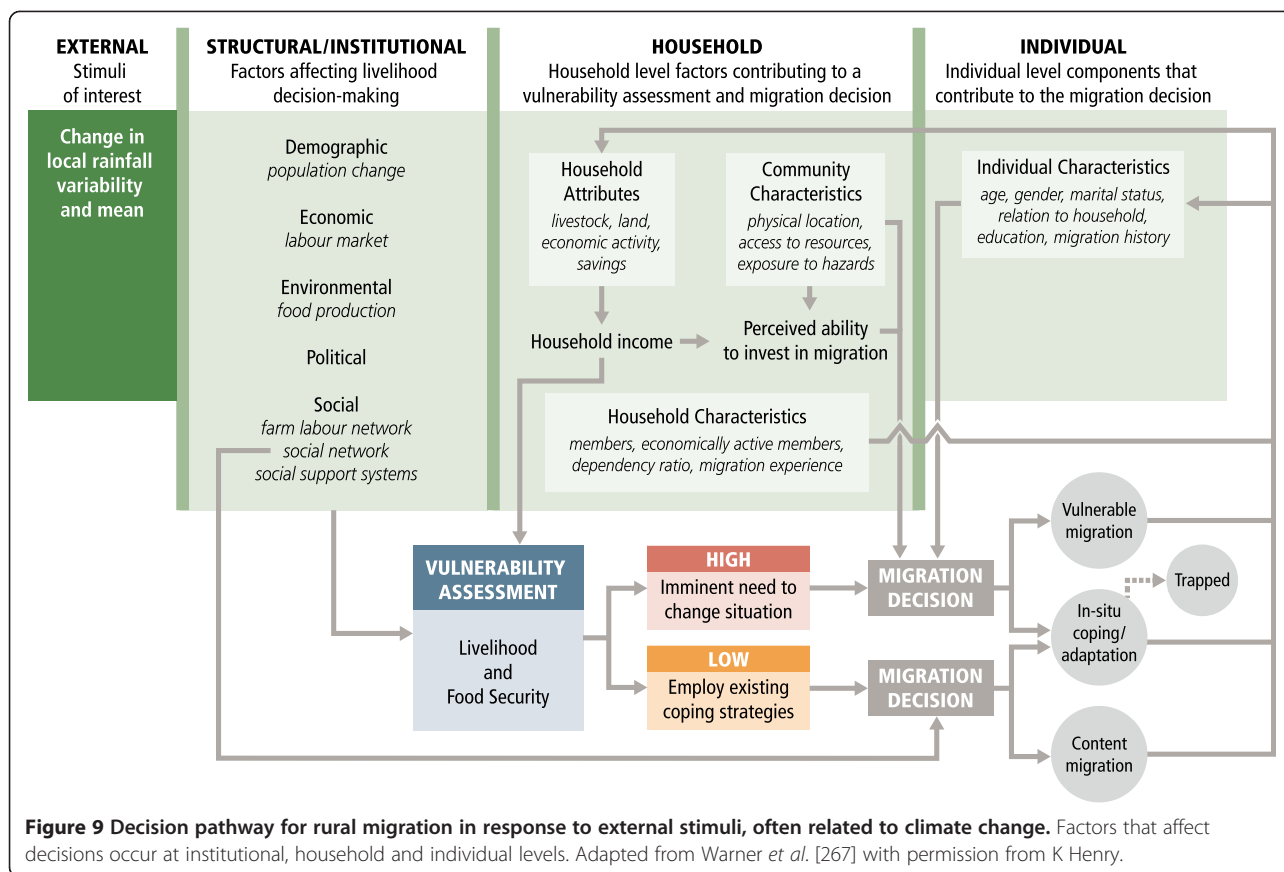 EXTERNAL
Stimuli
of interest
STRUCTURAL/INSTITUTIONAL
Factors affecting livelihood
decision-making
HOUSEHOLD
Household level factors contributing to a
vulnerability assessment and migration decision
INDIVIDUAL
Individual level components that
contribute to the migration decision
Change in
local rainfall
variability
and mean
Demographic
population change
Economic
labour market
Environmental
food production
Political
Social
farm labour network
social network
social support systems
Household
Attributes
livestock, land,
economic activity,
savings
Community
Characteristics
physical location,
access to resources,
exposure to hazards
Household income
Perceived ability
to invest in migration
Household Characteristics
members, economically active members,
dependency ratio, migration experience
Individual Characteristics
age, gender, marital status,
relation to household,
education, migration history
VULNERABILITY
ASSESSMENT
Livelihood
and
Food Security
HIGH
Imminent need to
change situation
LOW
Employ existing
coping strategies
MIGRATION
DECISION
MIGRATION
DECISION
Vulnerable
migration
Trapped
In-situ
coping/
adaptation
Content
migration
Figure 9 Decision pathway for rural migration in response to external stimuli, often related to climate change. Factors that affect
decisions occur at institutional, household and individual levels. Adapted from Warner et al. [267] with permission from K Henry.